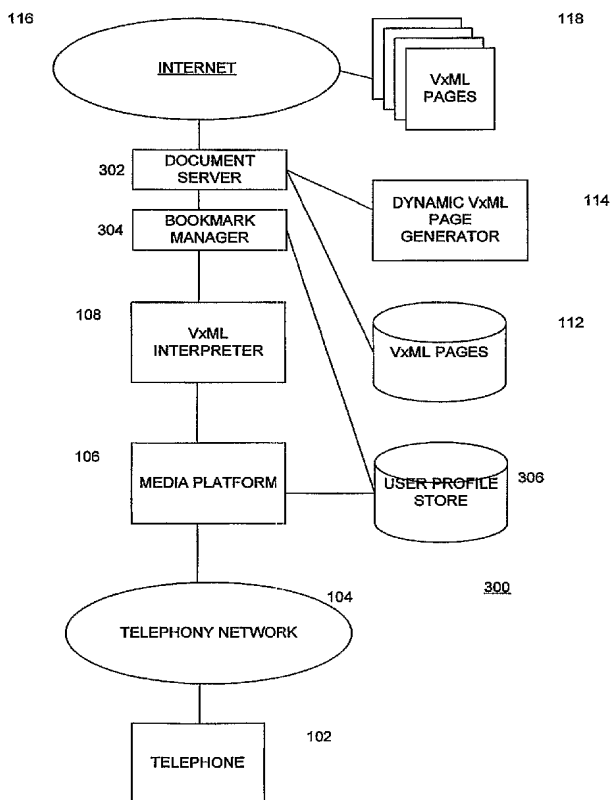 116
118
INTERNET
VxML
PAGES
302
DOCUMENT
SERVER
DYNAMIC VxML
PAGE
GENERATOR
114
304
BOOKMARK
MANAGER
108
VxML
INTERPRETER
112
VxML PAGES
106
MEDIA PLATFORM
USER PROFILE
STORE
306
104
300
TELEPHONY NETWORK
102
TELEPHONE